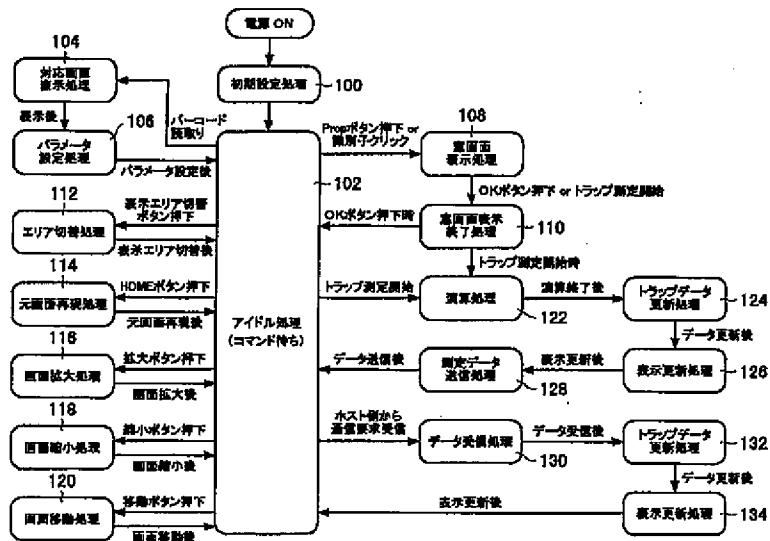 電源 ON
初期設定処理
100
104
対応画面
表示処理
表示後
バーコード
読取り
106
パラメータ
設定処理
パラメータ設定後
102
アイドル処理
(コマンド待ち)
Propボタン押下 or
識別子クリック
108
窓画面
表示処理
OKボタン押下 or トラップ測定開始
OKボタン押下時
窓画面表示
終了処理
110
トラップ測定開始時
112
表示エリア切替
ボタン押下
エリア切替処理
表示エリア切替後
114
HOMEボタン押下
元画面再現処理
元画面再現後
トラップ測定開始
演算処理
122
演算終了後
トラップデータ
更新処理
124
データ更新後
116
拡大ボタン押下
画面拡大処理
画面拡大後
データ送信後
測定データ
送信処理
128
表示更新後
表示更新処理
126
118
縮小ボタン押下
画面縮小処理
画面縮小後
ホスト側から
通信要求受信
データ受信処理
130
データ受信後
トラップデータ
更新処理
132
データ更新後
120
移動ボタン押下
画面移動処理
画面移動後
表示更新後
表示更新処理
134